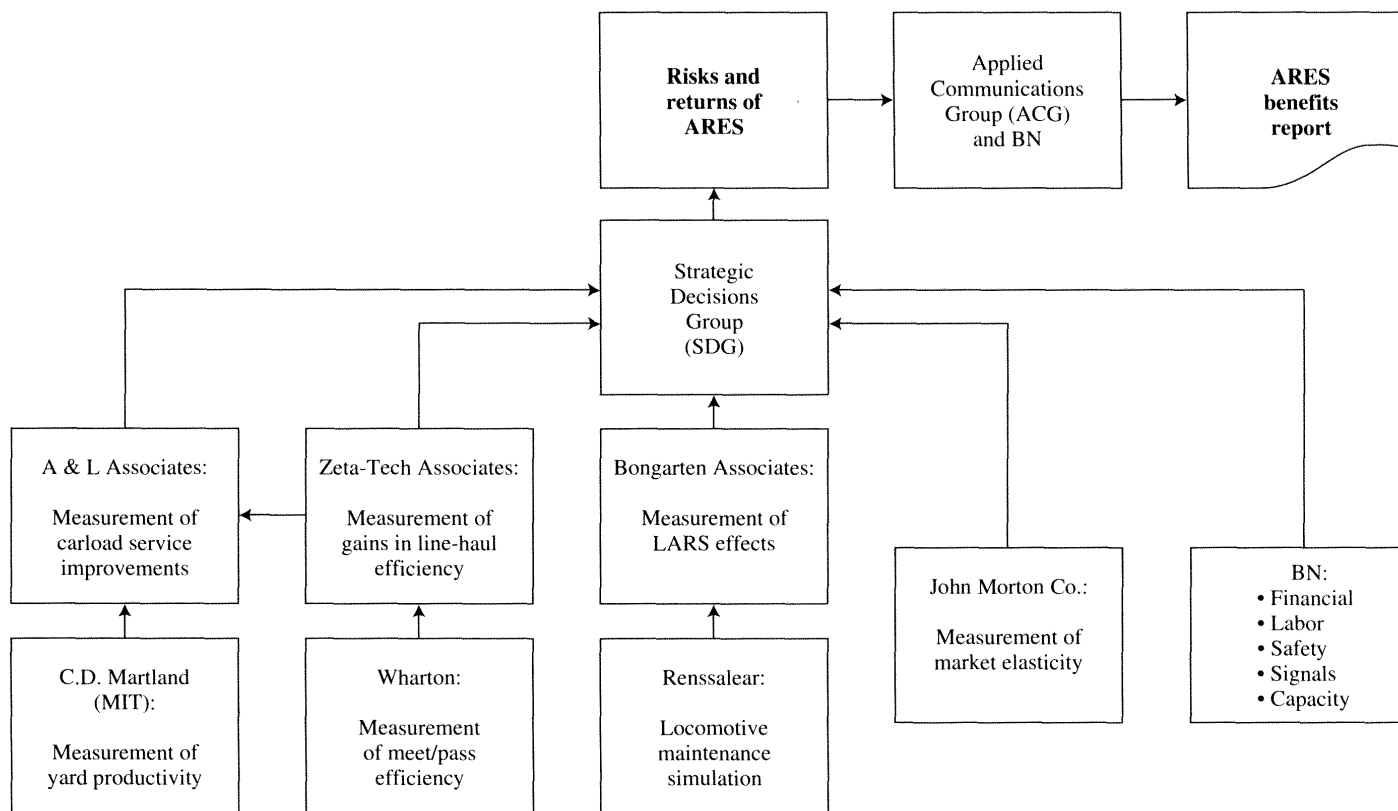 Risks and
returns of
ARES
Applied
Communications
Group (ACG)
and BN
ARES
benefits
report
Strategic
Decisions
Group
(SDG)
A & L Associates:
Measurement of
carload service
improvements
Zeta-Tech Associates:
Measurement of
gains in line-haul
efficiency
Bongarten Associates:
Measurement of
LARS effects
John Morton Co.:
Measurement of
market elasticity
BN:
• Financial
• Labor
• Safety
• Signals
• Capacity
C.D. Martland
(MIT):
Measurement of
yard productivity
Wharton:
Measurement
of meet/pass
efficiency
Renssalear:
Locomotive
maintenance
simulation